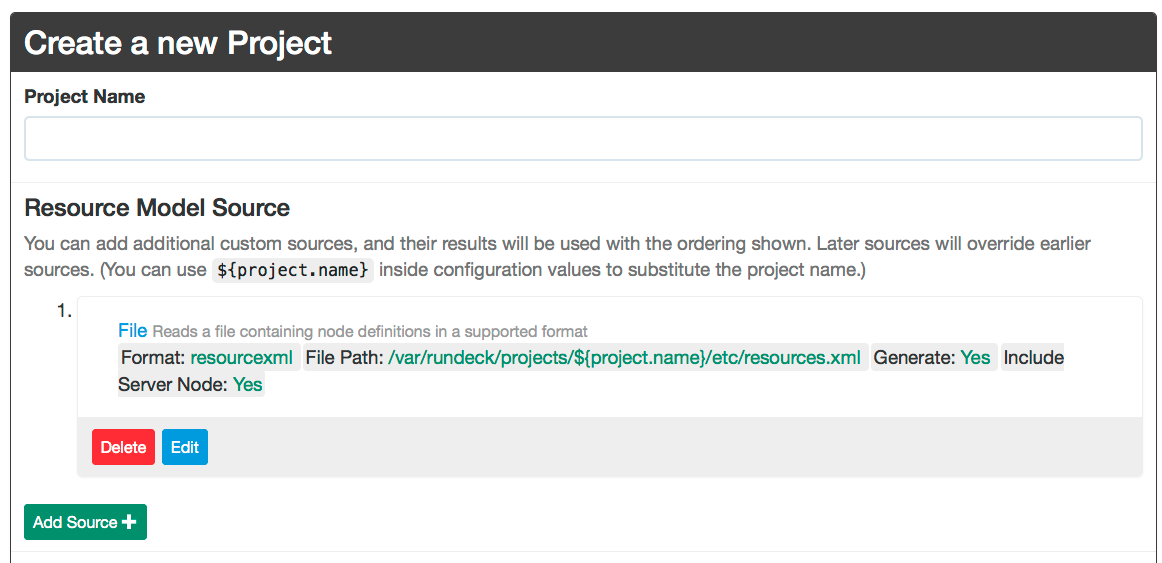 Create a new Project
Project Name
Resource Model Source
You can add additional custom sources, and their results will be used with the ordering shown. Later sources will override earlier
sources. (You can use ${project.name} inside configuration values to substitute the project name.)
1.
File Reads a file containing node definitions in a supported format
Format: resourcexml File Path: /var/rundeck/projects/${project.name}/etc/resources.xml Generate: Yes Include
Server Node: Yes
Delete Edit
Add Source